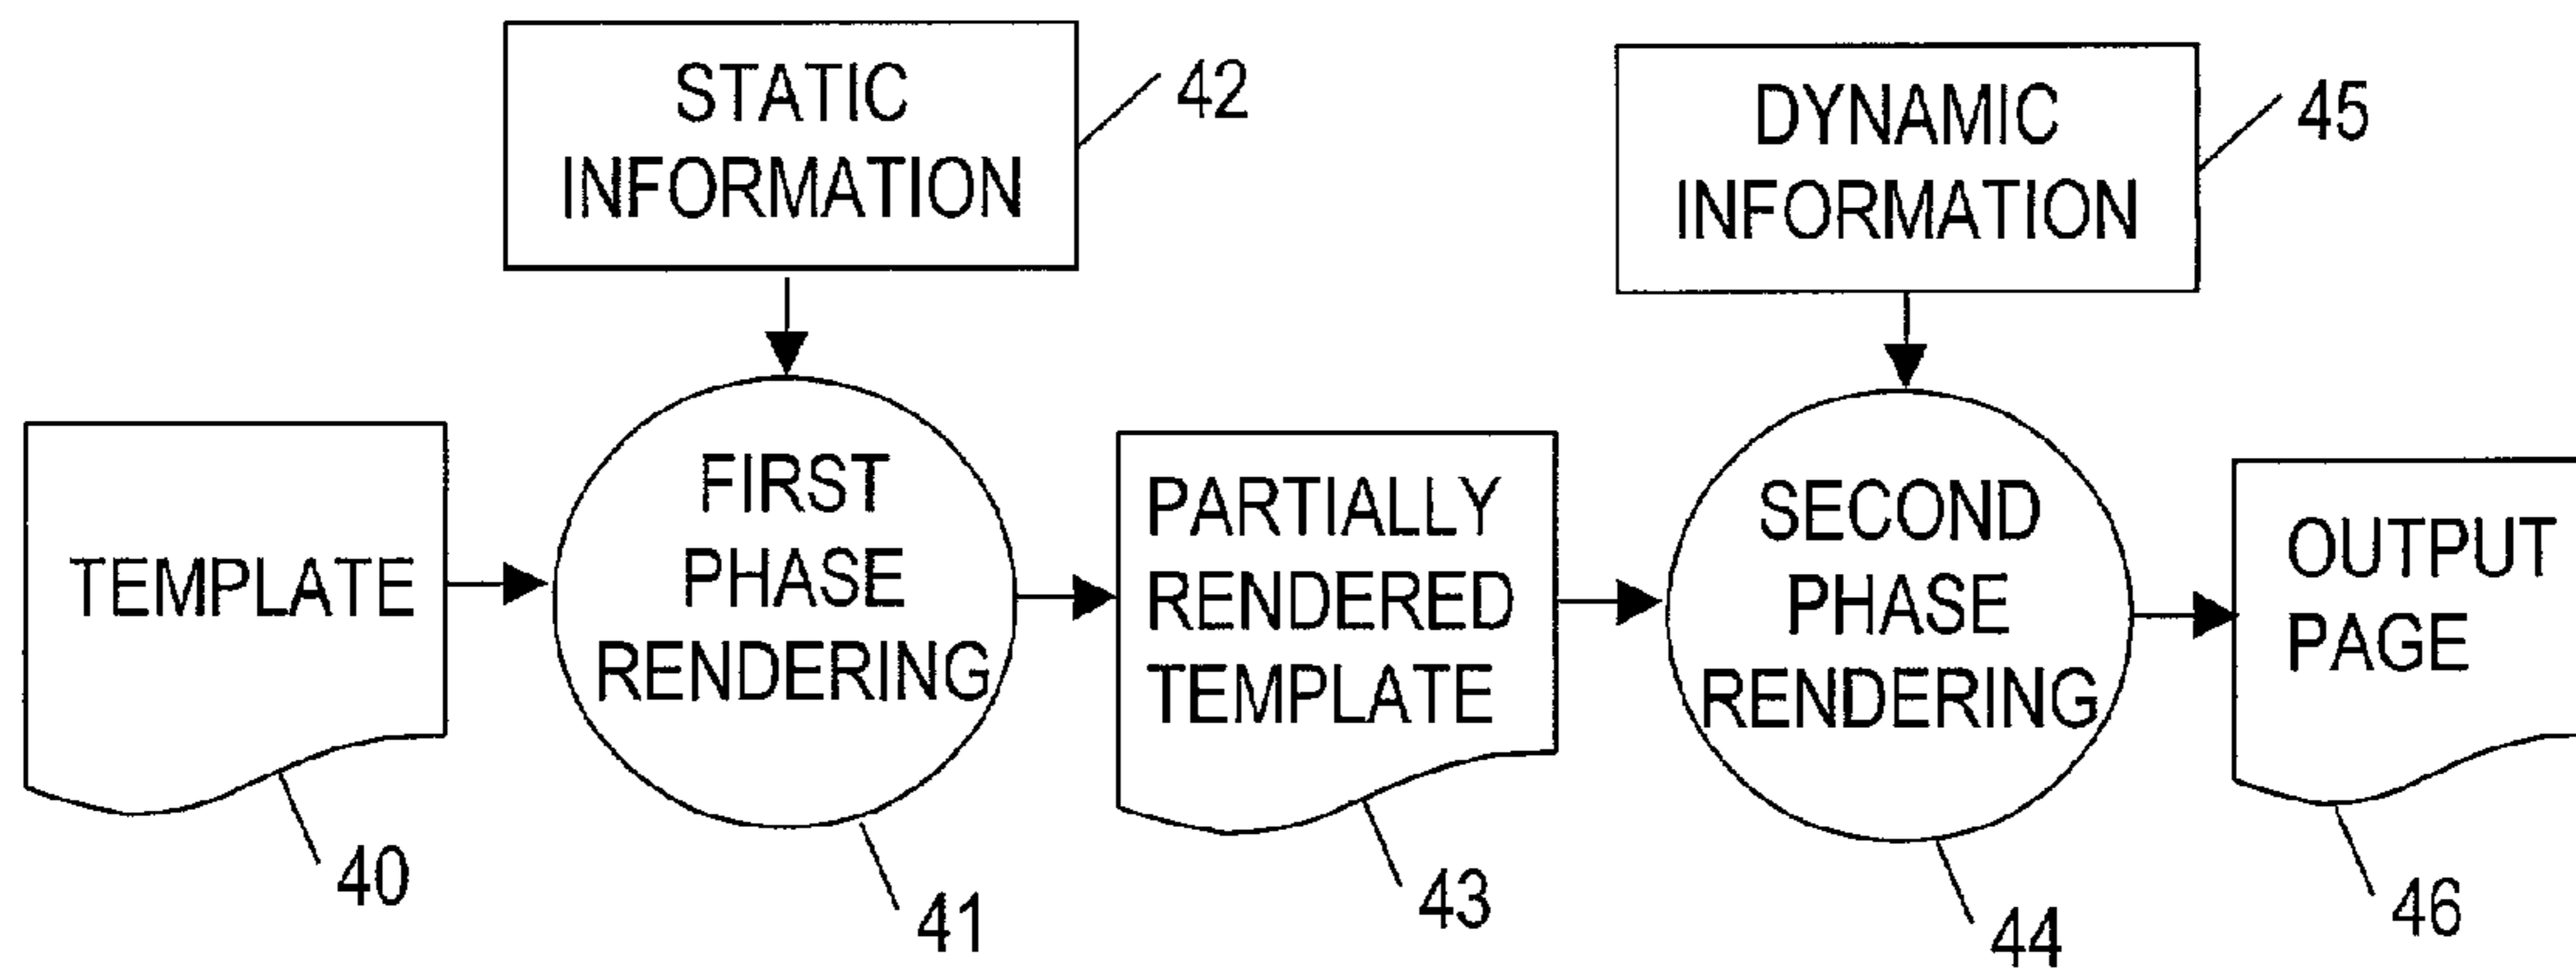 STATIC
INFORMATION
42
DYNAMIC
INFORMATION
45
TEMPLATE
40
FIRST
PHASE
RENDERING
41
PARTIALLY
RENDERED
TEMPLATE
43
SECOND
PHASE
RENDERING
44
OUTPUT
PAGE
46